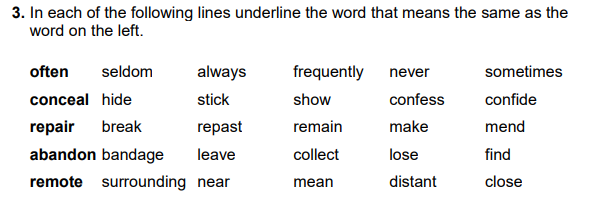 3. In each of the following lines underline the word that means the same as the
word on the left.
often seldom always frequently never sometimes
conceal hide stick show confess confide
repair break repast remain make mend
abandon bandage leave collect lose find
remote surrounding near mean distant close